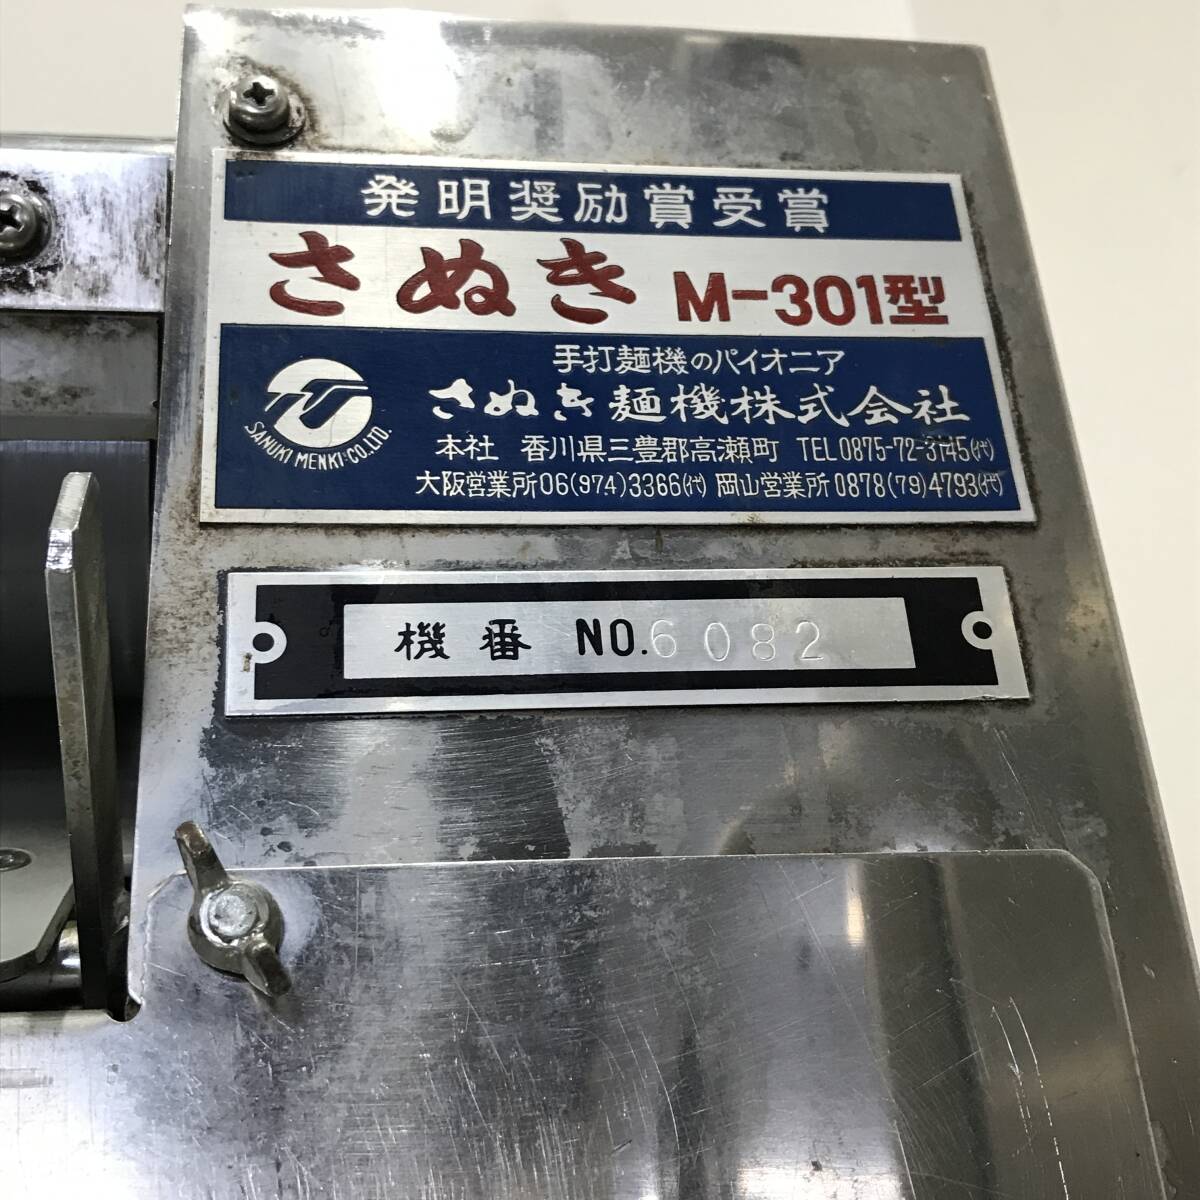 発明奨励賞受賞
さぬき M-301型
手打麺機のパイオニア
さぬき麺機株式会社
SANUKI MENKI CO., LTD.
本社 香川県三豊郡高瀬町 TEL0875-72-3145(代)
大阪営業所06(974)3366(代) 岡山営業所0878(79)4793(代)
機番 NO.6082